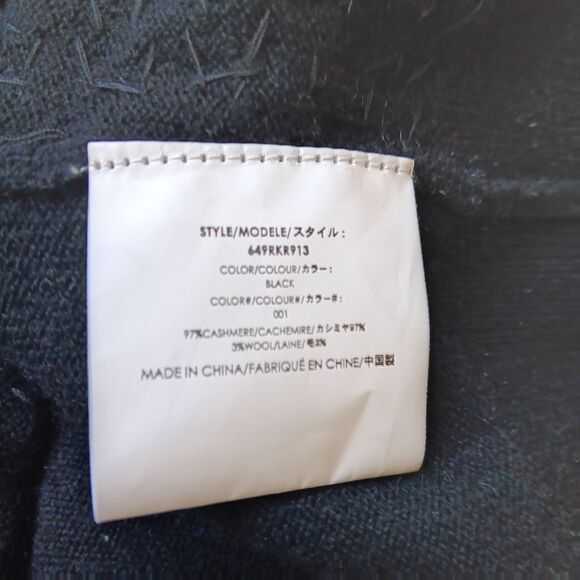 STYLE/MODELE/スタイル:
649RKR913
COLOR/COLOUR/カラー:
BLACK
COLOR#/COLOUR#/カラー#:
001
97%CASHMERE/CACHEMIRE/カシミヤ97%
3%WOOL/LAINE/毛3%
MADE IN CHINA/FABRIQUÉ EN CHINE/中国製